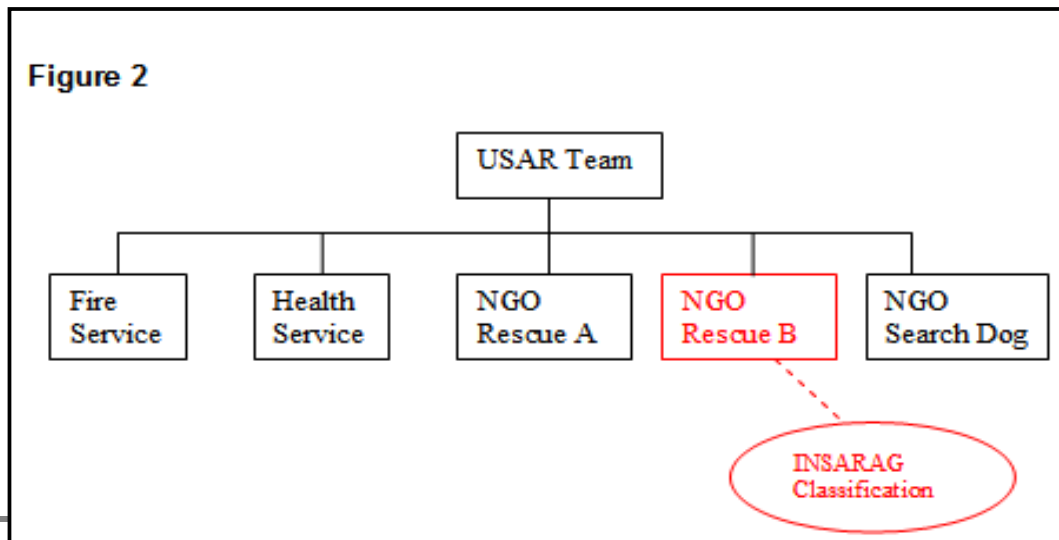 Figure 2
USAR Team
Fire
Service
Health
Service
NGO
Rescue A
NGO
Rescue B
NGO
Search Dog
INSARAG
Classification